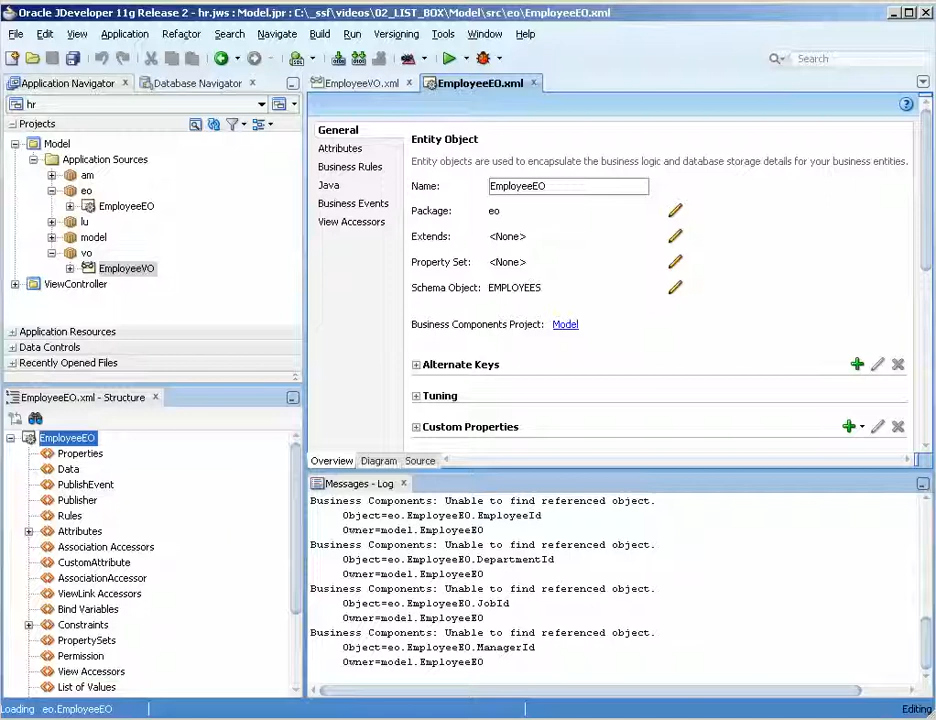 Oracle JDeveloper 11g Release 2 - hr.jws : Model.jpr : C:\_ssf\videos\02_LIST_BOX\Model\src\eo\EmployeeEO.xml
File Edit View Application Refactor Search Navigate Build Run Versioning Tools Window Help
Search
Application Navigator Database Navigator
hr
Projects
Model
Application Sources
am
eo
EmployeeEO
lu
model
vo
EmployeeVO
ViewController
Application Resources
Data Controls
Recently Opened Files
EmployeeEO.xml - Structure
EmployeeEO
Properties
Data
PublishEvent
Publisher
Rules
Attributes
Association Accessors
CustomAttribute
AssociationAccessor
ViewLink Accessors
Bind Variables
Constraints
PropertySets
Permission
View Accessors
List of Values
EmployeeVO.xml EmployeeEO.xml
General
Attributes
Business Rules
Java
Business Events
View Accessors
Entity Object
Entity objects are used to encapsulate the business logic and database storage details for your business entities.
Name: EmployeeEO
Package: eo
Extends: <None>
Property Set: <None>
Schema Object: EMPLOYEES
Business Components Project: Model
Alternate Keys
Tuning
Custom Properties
Overview Diagram Source
Messages - Log
Business Components: Unable to find referenced object.
Object=eo.EmployeeEO.EmployeeId
Owner=model.EmployeeEO
Business Components: Unable to find referenced object.
Object=eo.EmployeeEO.DepartmentId
Owner=model.EmployeeEO
Business Components: Unable to find referenced object.
Object=eo.EmployeeEO.JobId
Owner=model.EmployeeEO
Business Components: Unable to find referenced object.
Object=eo.EmployeeEO.ManagerId
Owner=model.EmployeeEO
Loading eo.EmployeeEO
Editing